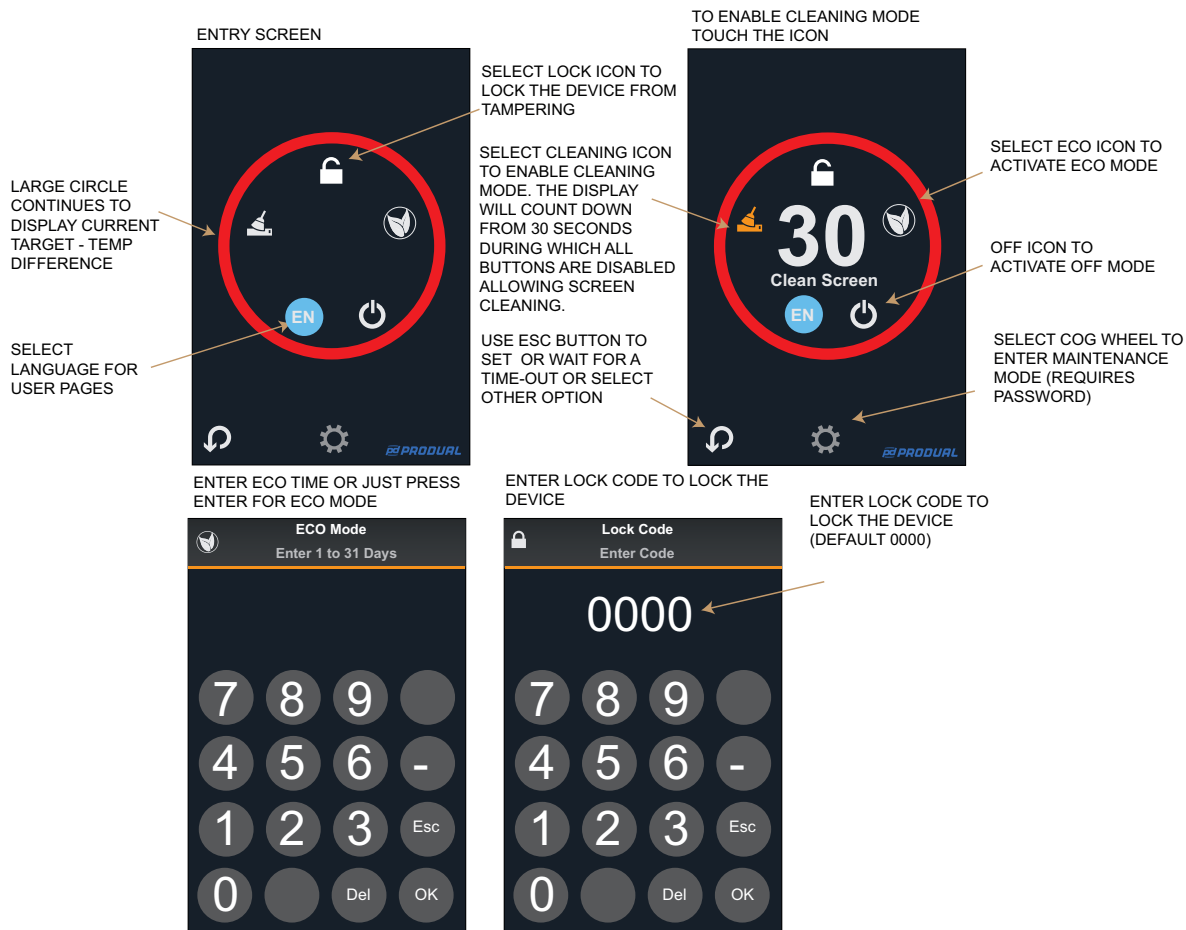 ENTRY SCREEN
TO ENABLE CLEANING MODE
TOUCH THE ICON
SELECT LOCK ICON TO
LOCK THE DEVICE FROM
TAMPERING
LARGE CIRCLE
CONTINUES TO
DISPLAY CURRENT
TARGET - TEMP
DIFFERENCE
SELECT
LANGUAGE FOR
USER PAGES
EN
PRODUAL
SELECT CLEANING ICON
TO ENABLE CLEANING
MODE. THE DISPLAY
WILL COUNT DOWN
FROM 30 SECONDS
DURING WHICH ALL
BUTTONS ARE DISABLED
ALLOWING SCREEN
CLEANING.
USE ESC BUTTON TO
SET OR WAIT FOR A
TIME-OUT OR SELECT
OTHER OPTION
30
Clean Screen
EN
PRODUAL
SELECT ECO ICON TO
ACTIVATE ECO MODE
OFF ICON TO
ACTIVATE OFF MODE
SELECT COG WHEEL TO
ENTER MAINTENANCE
MODE (REQUIRES
PASSWORD)
ENTER ECO TIME OR JUST PRESS
ENTER FOR ECO MODE
ECO Mode
Enter 1 to 31 Days
7 8 9
4 5 6 -
1 2 3 Esc
0 Del OK
ENTER LOCK CODE TO LOCK THE
DEVICE
Lock Code
Enter Code
0000
7 8 9
4 5 6 -
1 2 3 Esc
0 Del OK
ENTER LOCK CODE TO
LOCK THE DEVICE
(DEFAULT 0000)